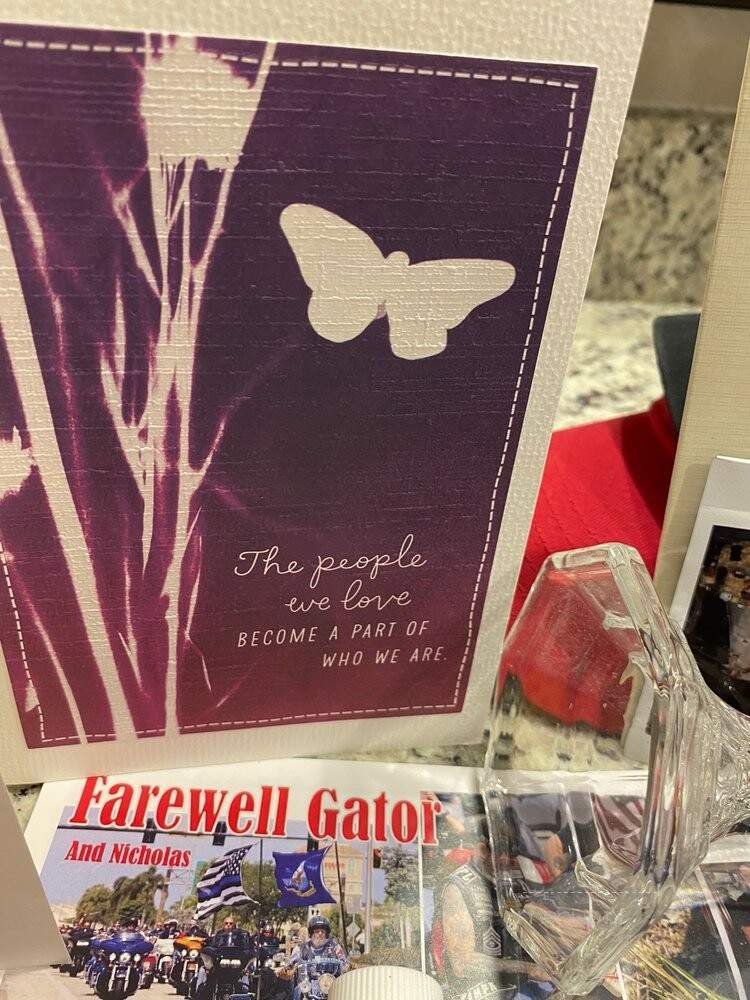 The people
we love
BECOME A PART OF
WHO WE ARE.
Farewell Gator
And Nicholas